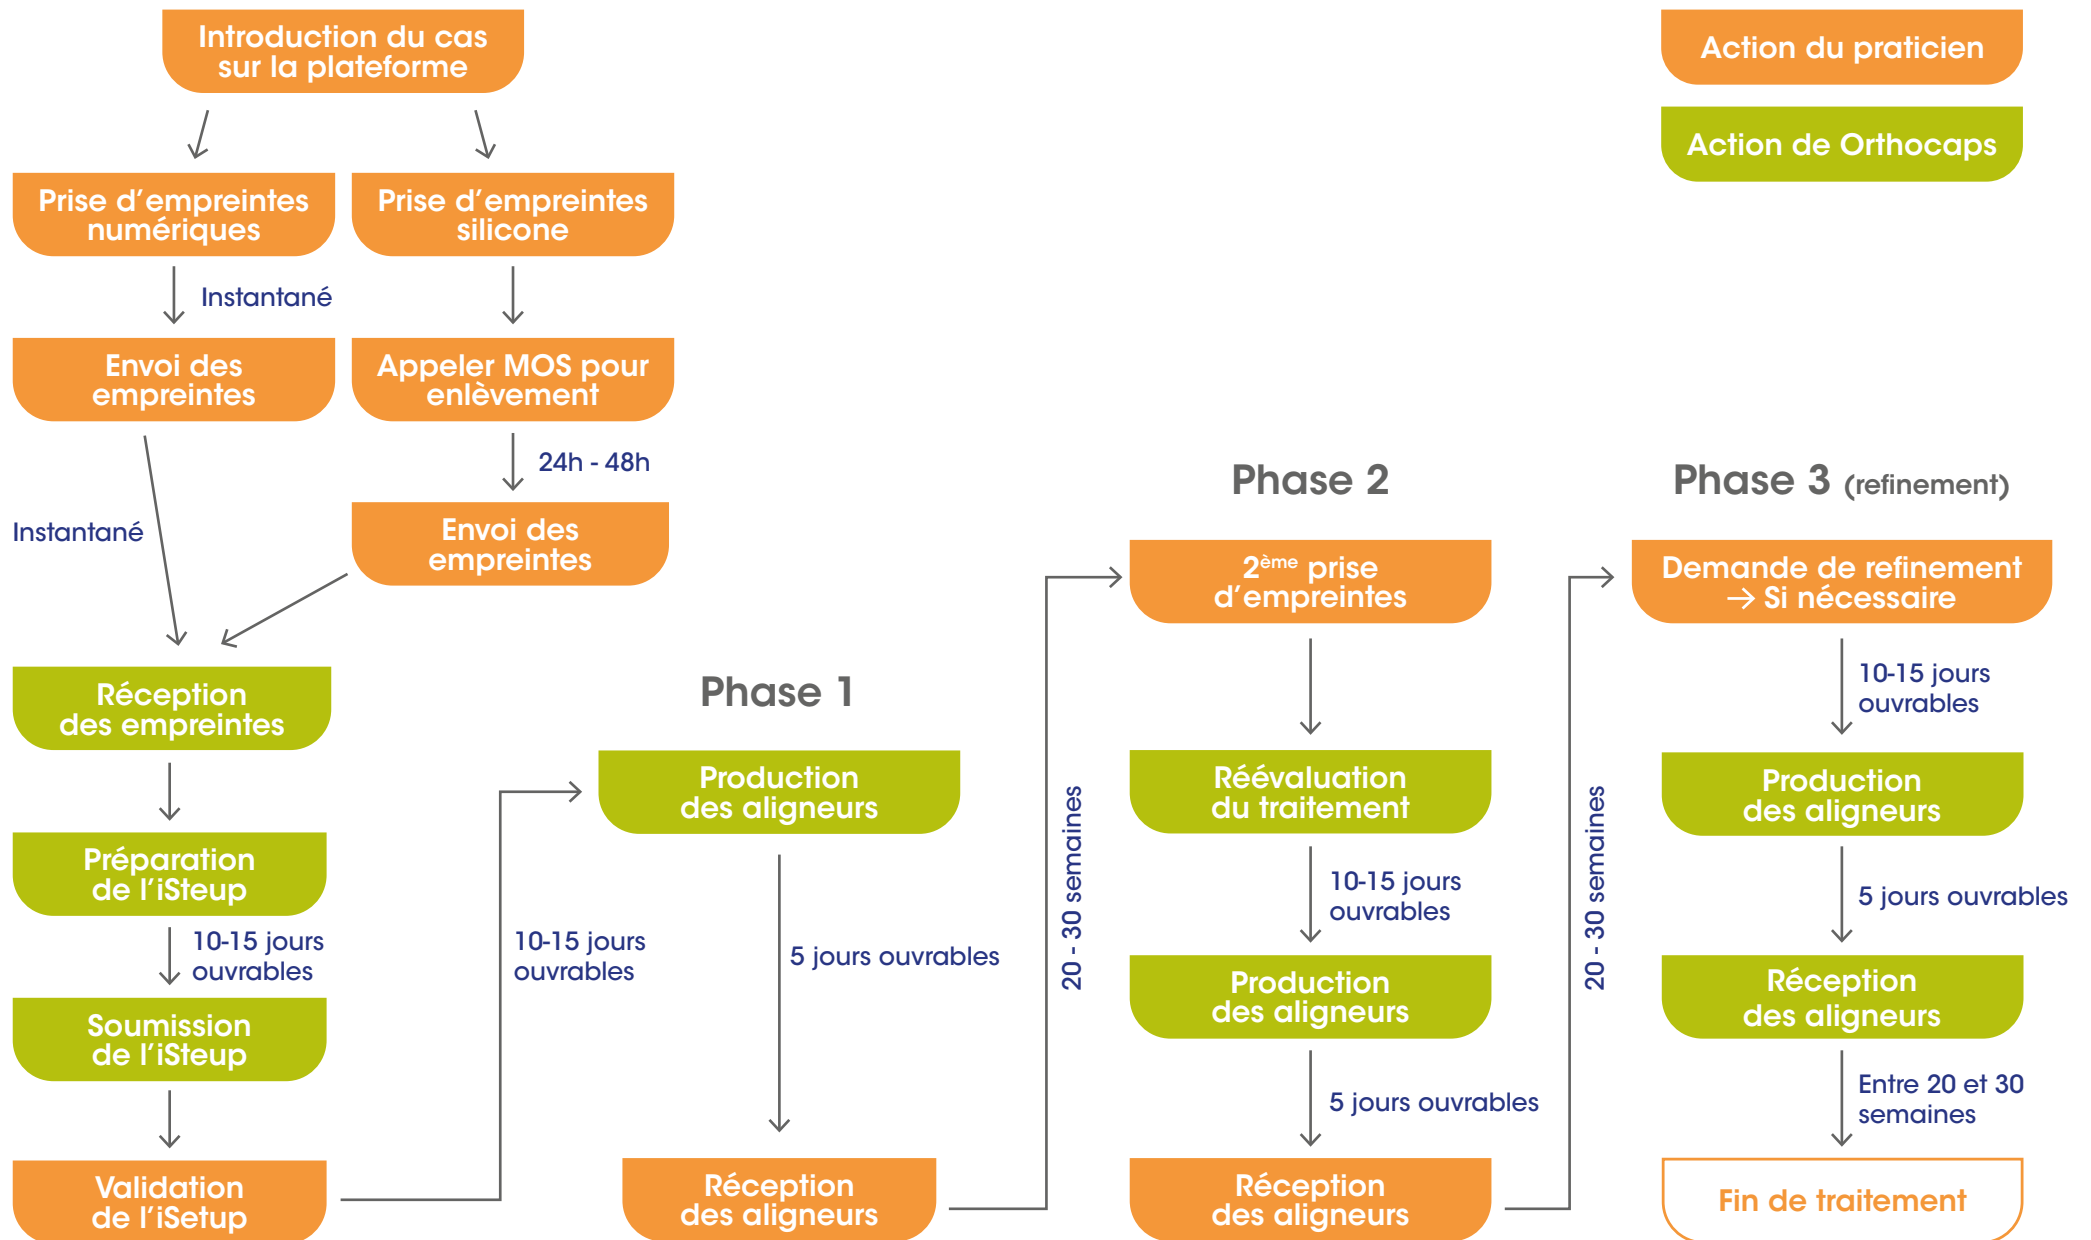 Introduction du cas
sur la plateforme
Action du praticien
Action de Orthocaps
Prise d'empreintes
numériques
Prise d'empreintes
silicone
Instantané
Envoi des
empreintes
Appeler MOS pour
enlèvement
24h - 48h
Instantané
Envoi des
empreintes
Réception
des empreintes
Préparation
de l'iSteup
10-15 jours
ouvrables
Soumission
de l'iSteup
Validation
de l'iSetup
10-15 jours
ouvrables
Phase 1
Production
des aligneurs
5 jours ouvrables
Réception
des aligneurs
20 - 30 semaines
Phase 2
2ème prise
d'empreintes
Réévaluation
du traitement
10-15 jours
ouvrables
Production
des aligneurs
5 jours ouvrables
Réception
des aligneurs
20 - 30 semaines
Phase 3 (refinement)
Demande de refinement
→ Si nécessaire
10-15 jours
ouvrables
Production
des aligneurs
5 jours ouvrables
Réception
des aligneurs
Entre 20 et 30
semaines
Fin de traitement